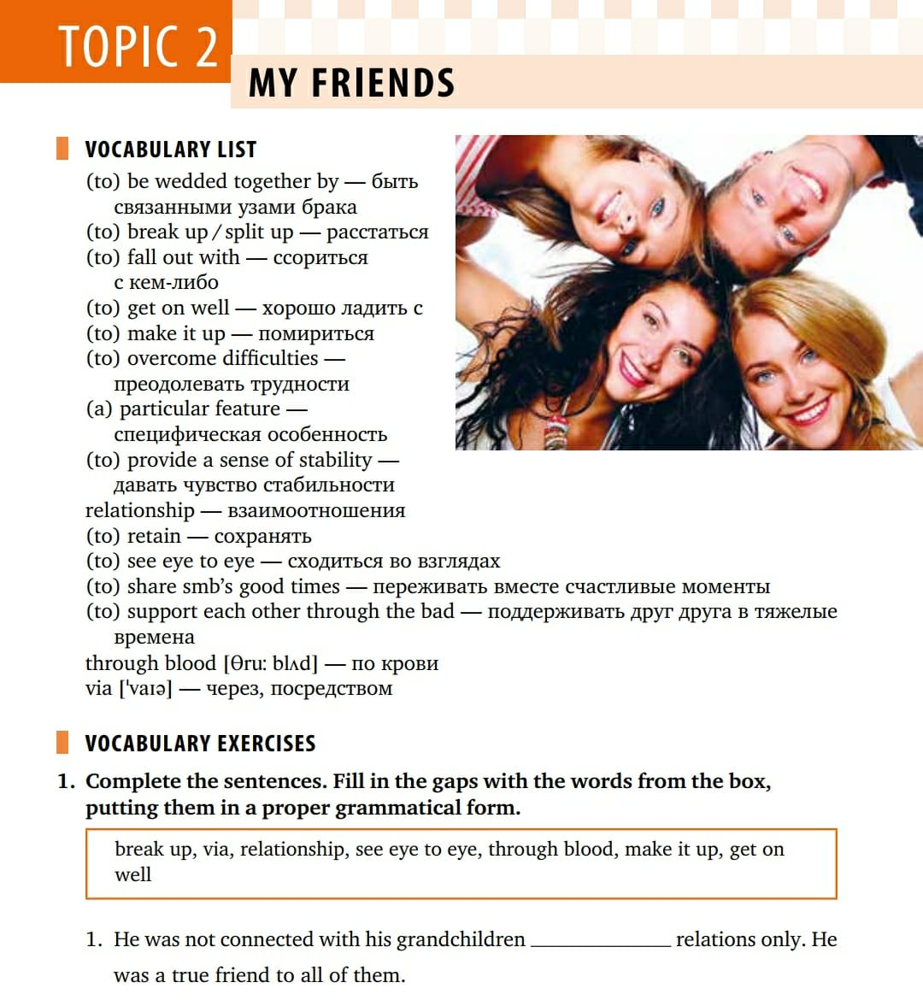 TOPIC 2
MY FRIENDS
VOCABULARY LIST
(to) be wedded together by — быть
связанными узами брака
(to) break up / split up — расстаться
(to) fall out with — ссориться
с кем-либо
(to) get on well — хорошо ладить с
(to) make it up — помириться
(to) overcome difficulties —
преодолевать трудности
(a) particular feature —
специфическая особенность
(to) provide a sense of stability —
давать чувство стабильности
relationship — взаимоотношения
(to) retain — сохранять
(to) see eye to eye — сходиться во взглядах
(to) share smb’s good times — переживать вместе счастливые моменты
(to) support each other through the bad — поддерживать друг друга в тяжелые
времена
through blood [θru: blʌd] — по крови
via [ˈvaɪə] — через, посредством
VOCABULARY EXERCISES
1. Complete the sentences. Fill in the gaps with the words from the box,
putting them in a proper grammatical form.
break up, via, relationship, see eye to eye, through blood, make it up, get on
well
1. He was not connected with his grandchildren _____________ relations only. He
was a true friend to all of them.